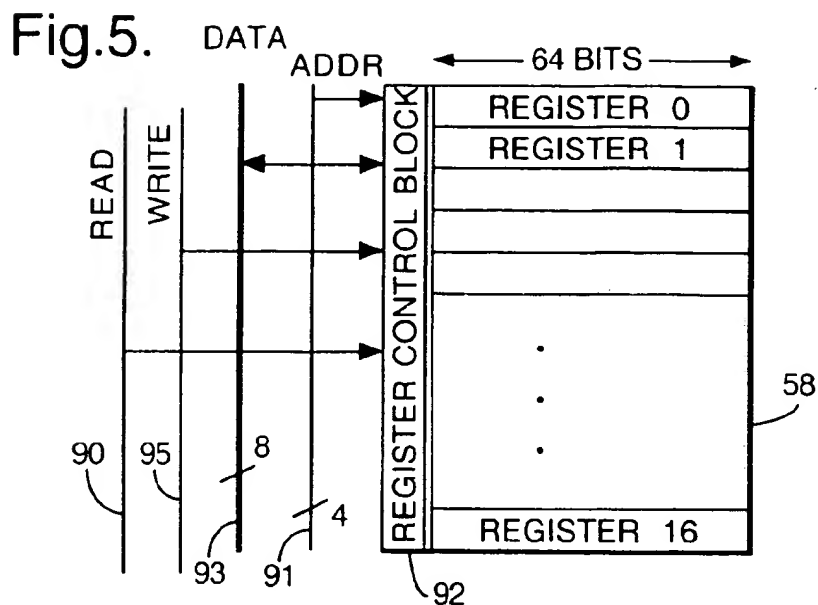 Fig.5.
DATA
ADDR
64 BITS
READ
WRITE
REGISTER CONTROL BLOCK
REGISTER 0
REGISTER 1
REGISTER 16
58
90
95
8
93
4
91
92